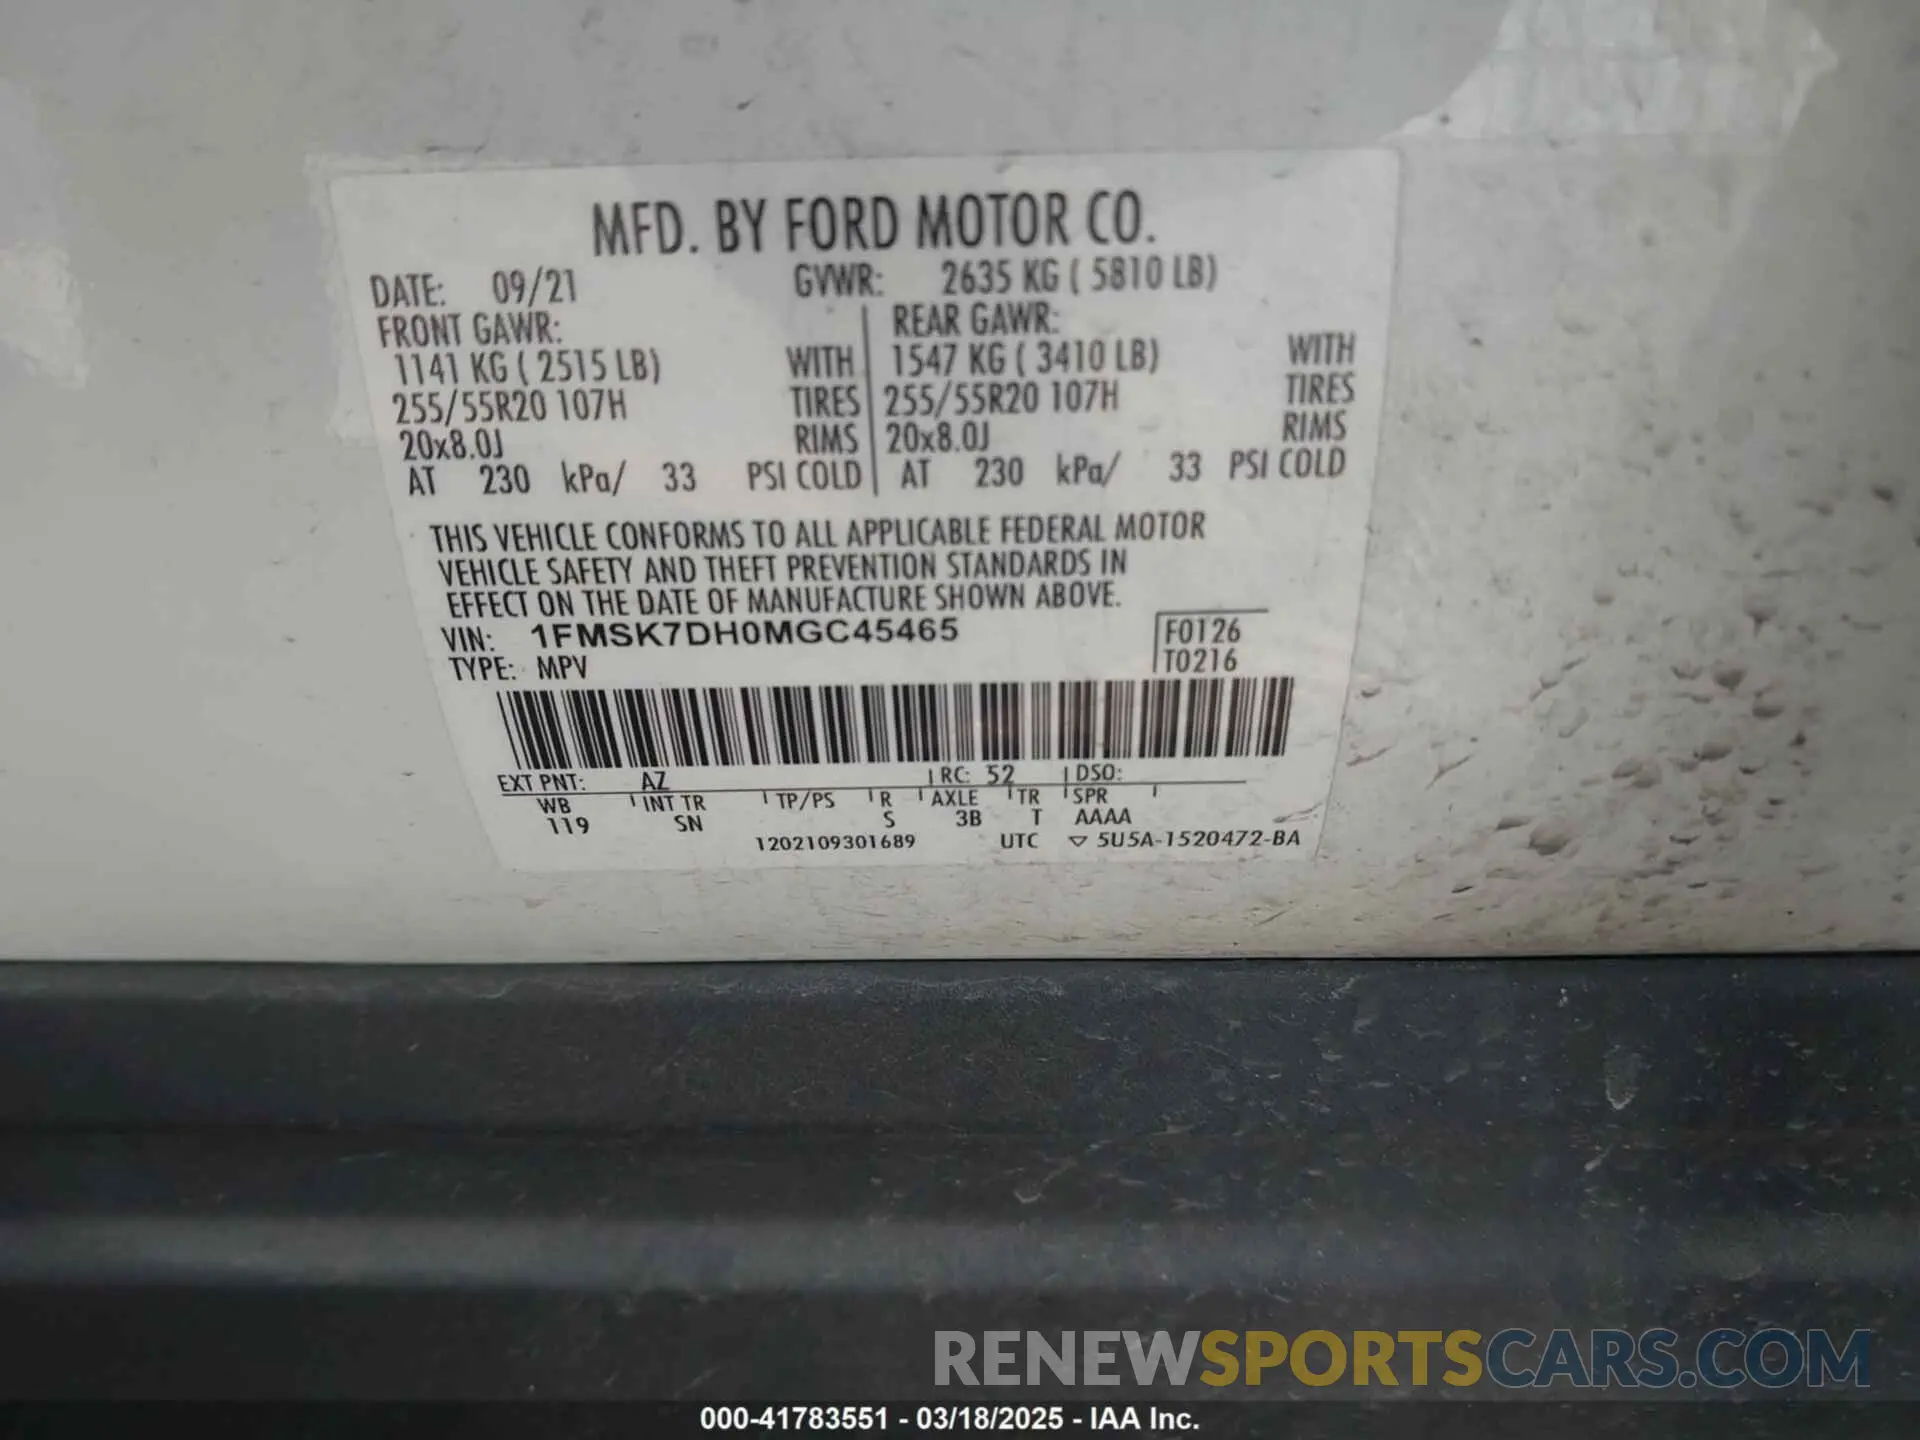 MFD. BY FORD MOTOR CO.
DATE: 09/21 GVWR: 2635 KG ( 5810 LB)
FRONT GAWR: REAR GAWR:
1141 KG ( 2515 LB) WITH 1547 KG ( 3410 LB) WITH
255/55R20 107H TIRES 255/55R20 107H TIRES
20x8.0J RIMS 20x8.0J RIMS
AT 230 kPa/ 33 PSI COLD AT 230 kPa/ 33 PSI COLD
THIS VEHICLE CONFORMS TO ALL APPLICABLE FEDERAL MOTOR
VEHICLE SAFETY AND THEFT PREVENTION STANDARDS IN
EFFECT ON THE DATE OF MANUFACTURE SHOWN ABOVE.
VIN: 1FMSK7DH0MGC45465 F0126
TYPE: MPV T0216
EXT PNT: AZ RC: 52 DSO:
WB INT TR TP/PS R AXLE TR SPR
119 SN S 3B T AAAA
1202109301689 UTC ▽ 5U5A-1520472-BA
RENEWSPORTSCARS.COM
000-41783551 - 03/18/2025 - IAA Inc.